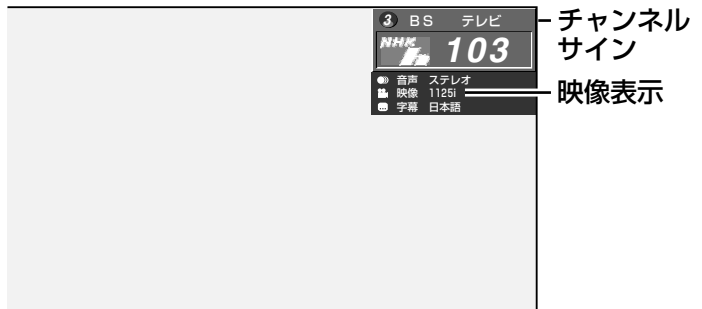 3 BS テレビ
NHK h 103
音声 ステレオ
映像 1125i
字幕 日本語
チャンネル
サイン
映像表示